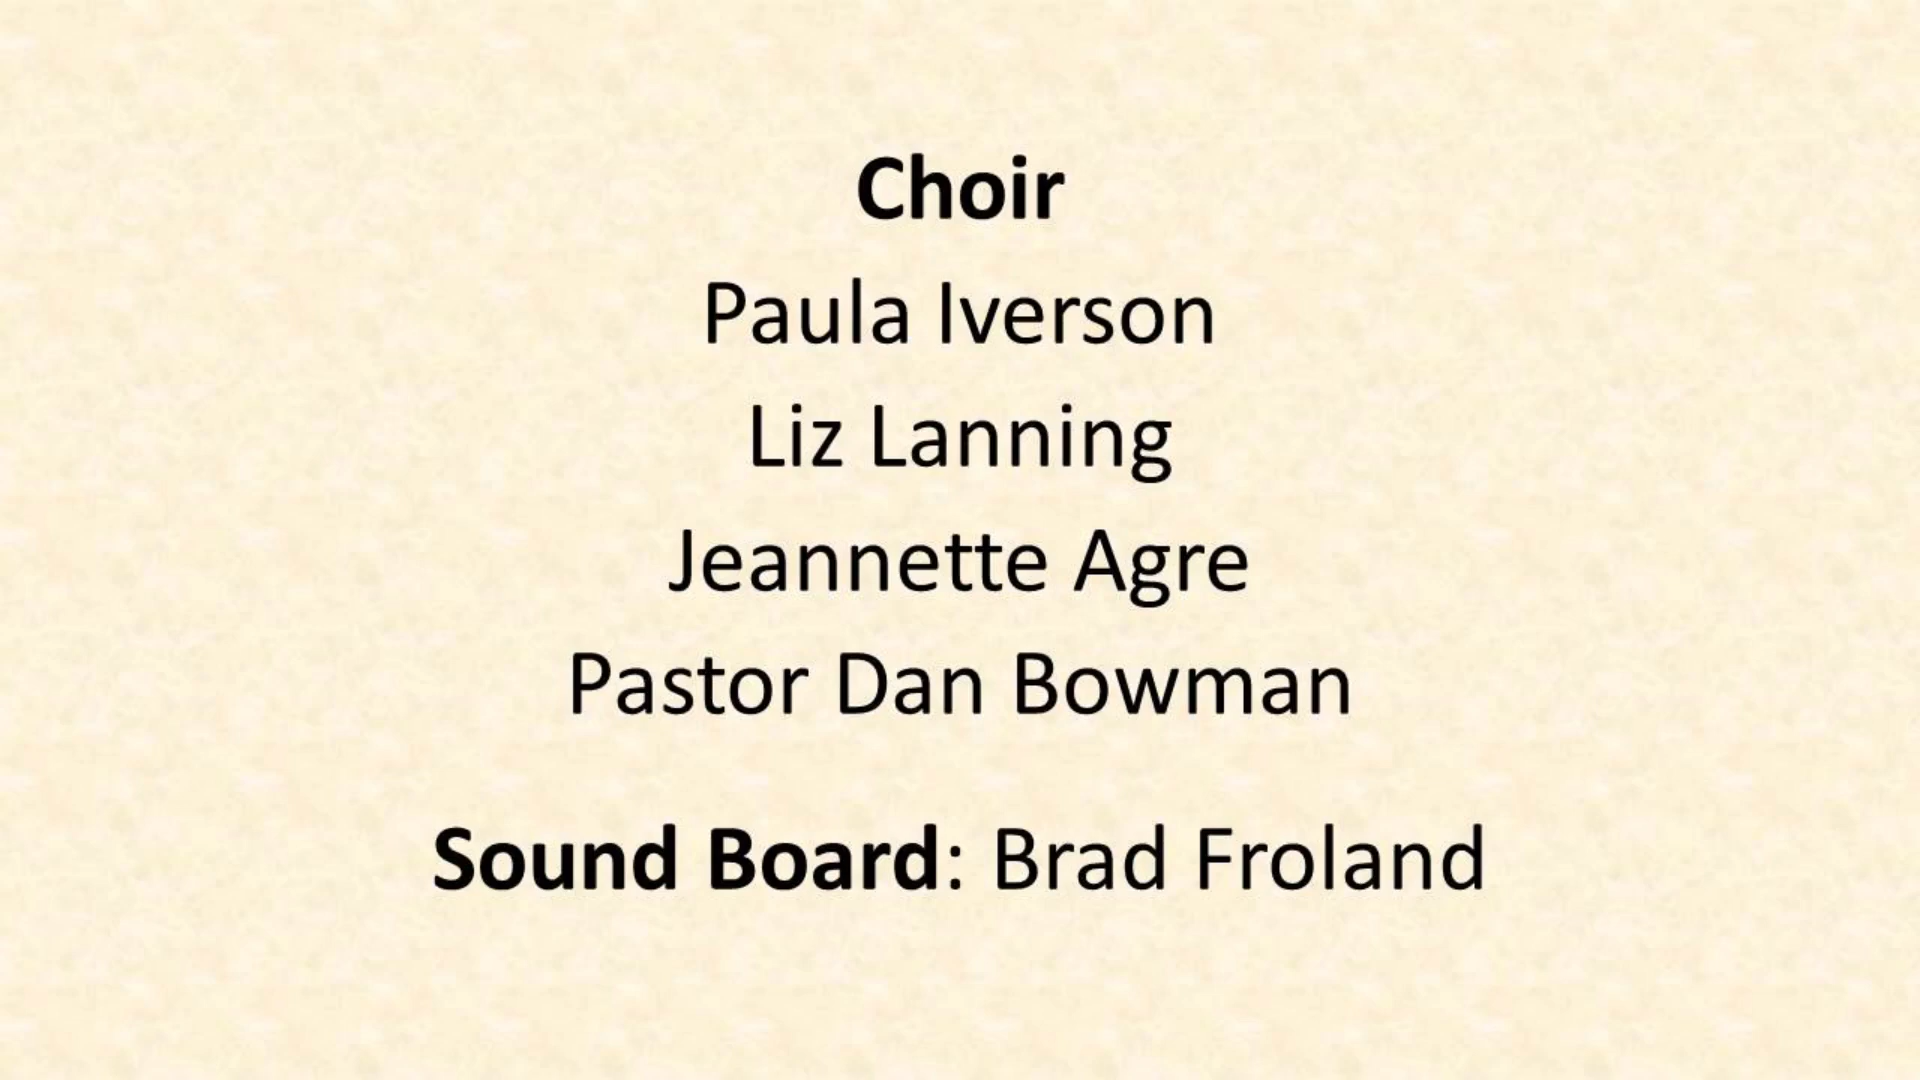 Choir
Paula Iverson
Liz Lanning
Jeannette Agre
Pastor Dan Bowman
Sound Board: Brad Froland